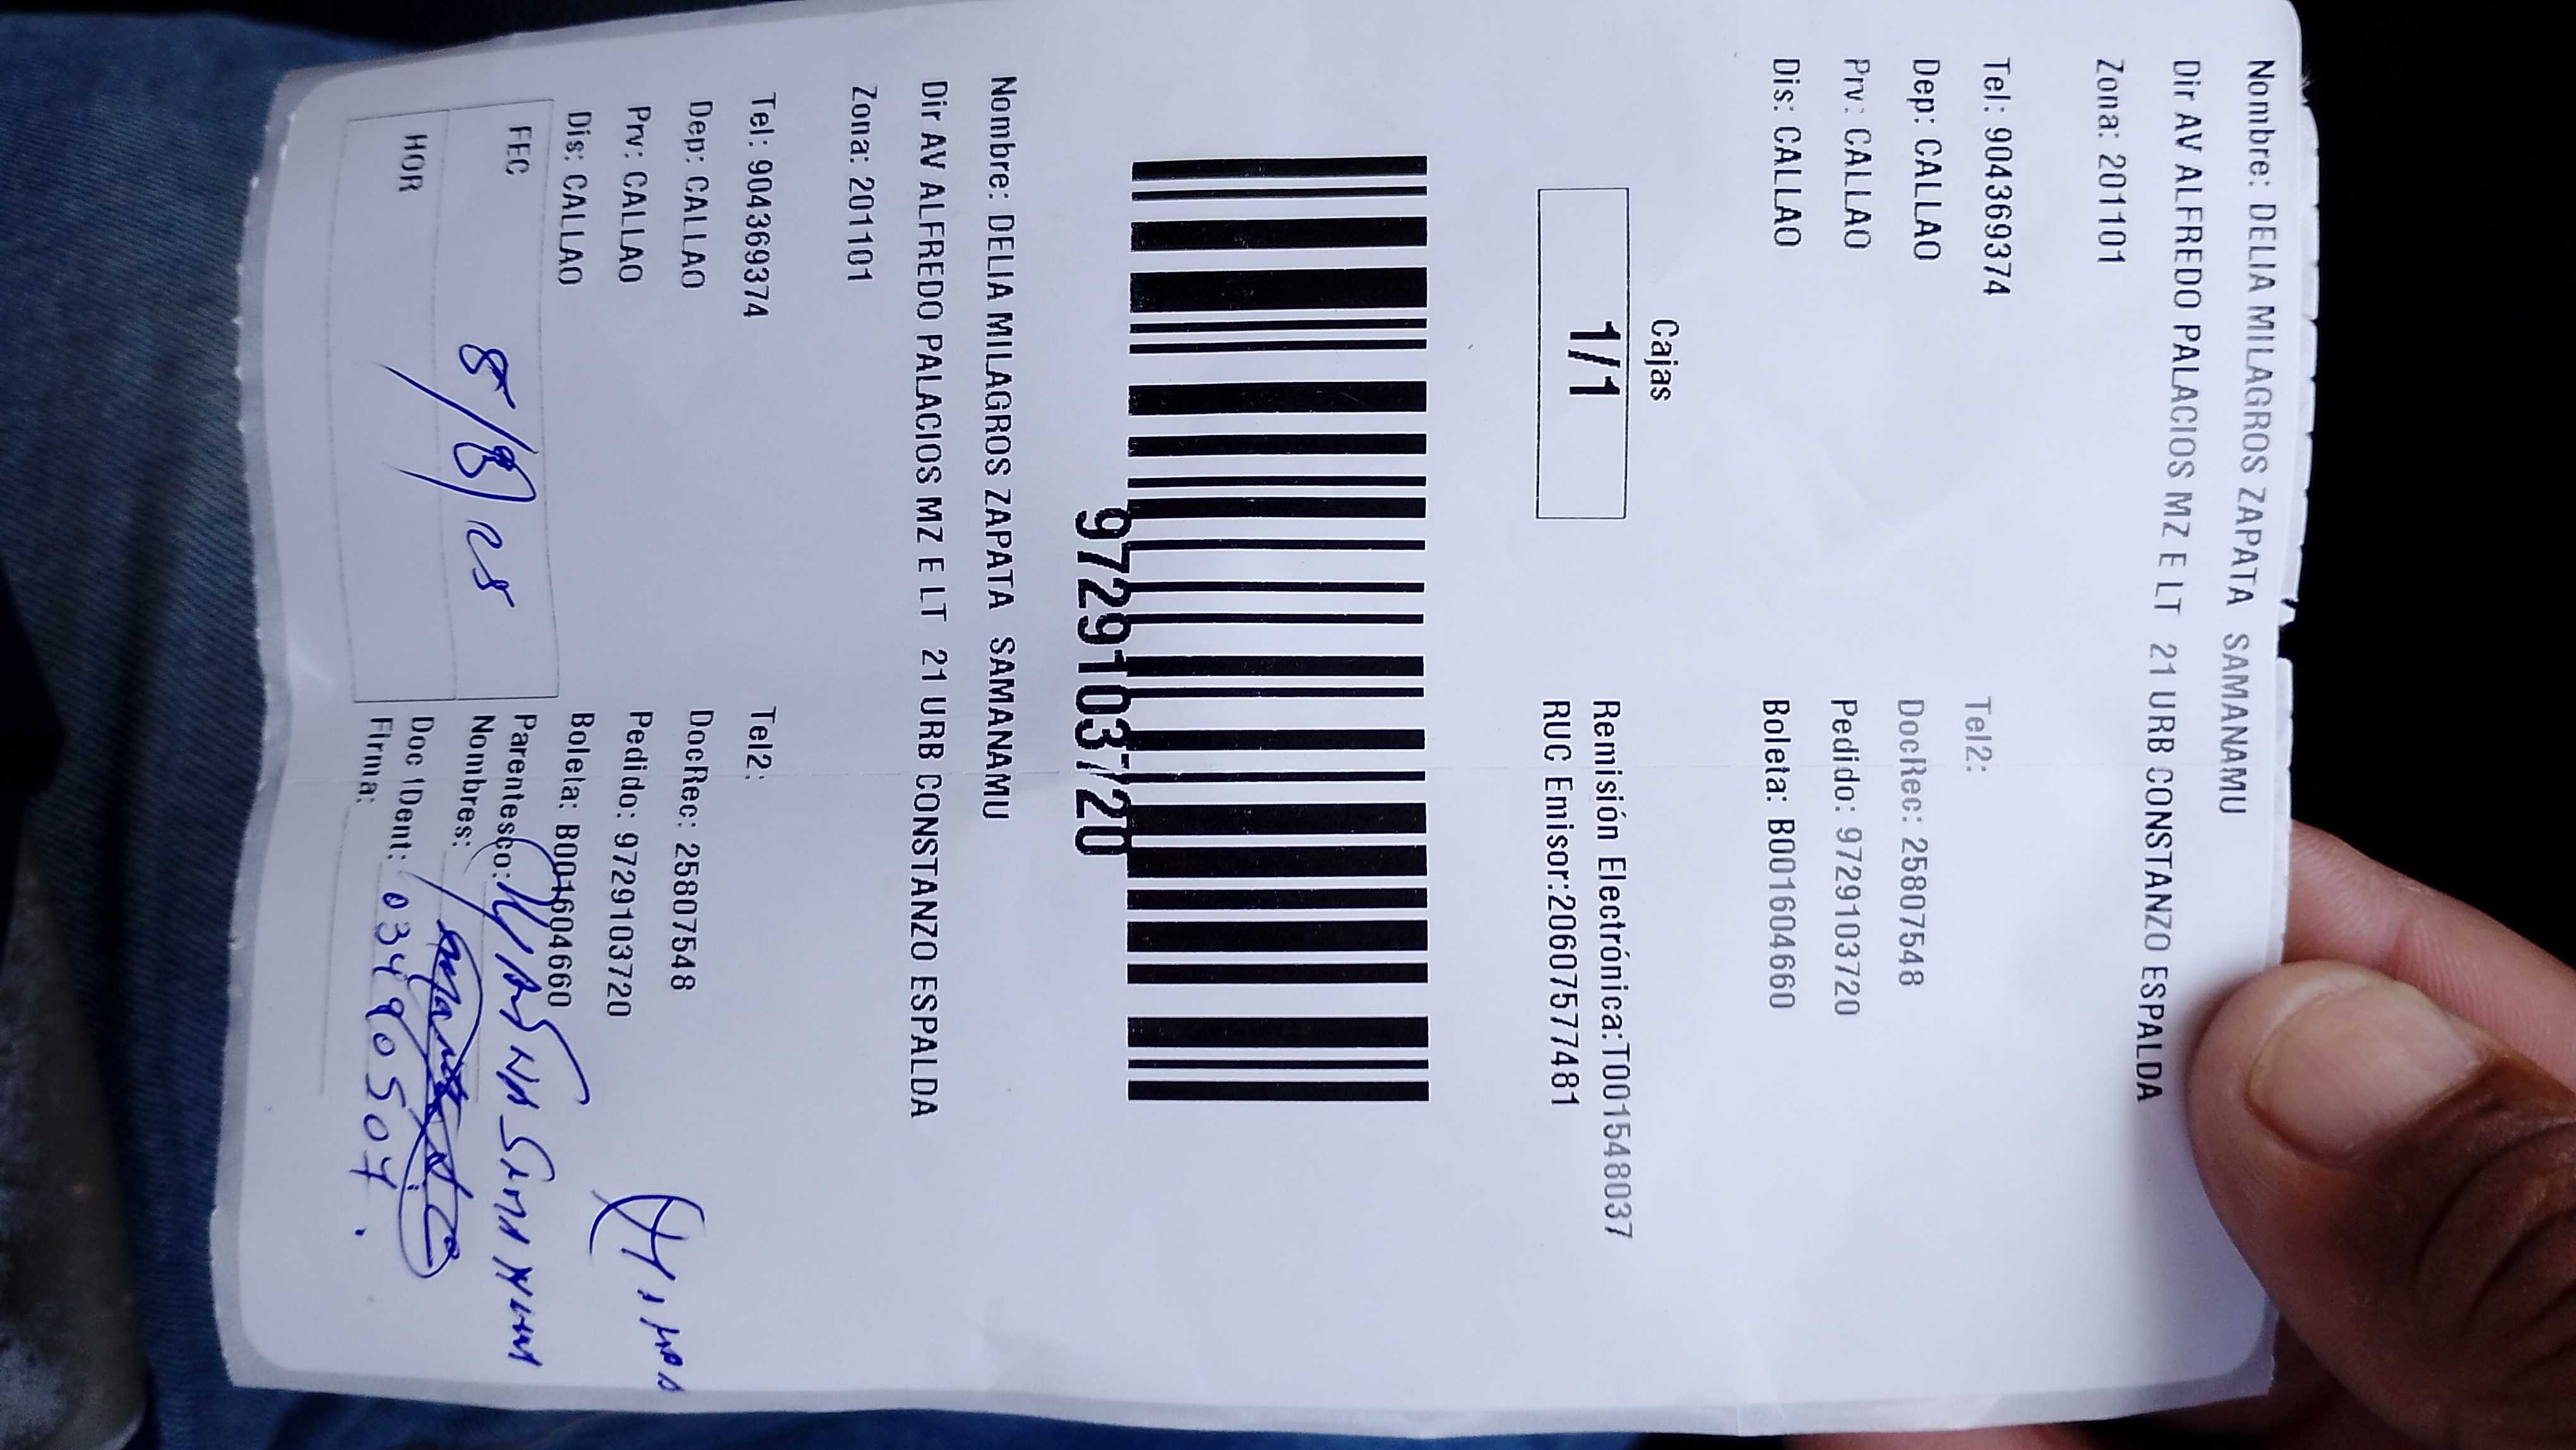 Nombre: DELIA MILAGROS ZAPATA SAMANAMU
Dir AV ALFREDO PALACIOS MZ E LT 21 URB CONSTANZO ESPALDA
Zona: 201101
Tel: 904369374 Tel2:
Dep: CALLAO DocRec: 25807548
Prv: CALLAO Pedido: 9729103720
Dis: CALLAO Boleta: B001604660
Cajas
1/1
Remisión Electrónica:T001548037
RUC Emisor:20607577481
9729103720
Nombre: DELIA MILAGROS ZAPATA SAMANAMU
Dir AV ALFREDO PALACIOS MZ E LT 21 URB CONSTANZO ESPALDA
Zona: 201101
Tel: 904369374 Tel2:
Dep: CALLAO DocRec: 25807548
Prv: CALLAO Pedido: 9729103720
Dis: CALLAO Boleta: B001604660
FEC 8/8/25 Parentesco:
Nombres:
HOR Doc IDent:
Firma: